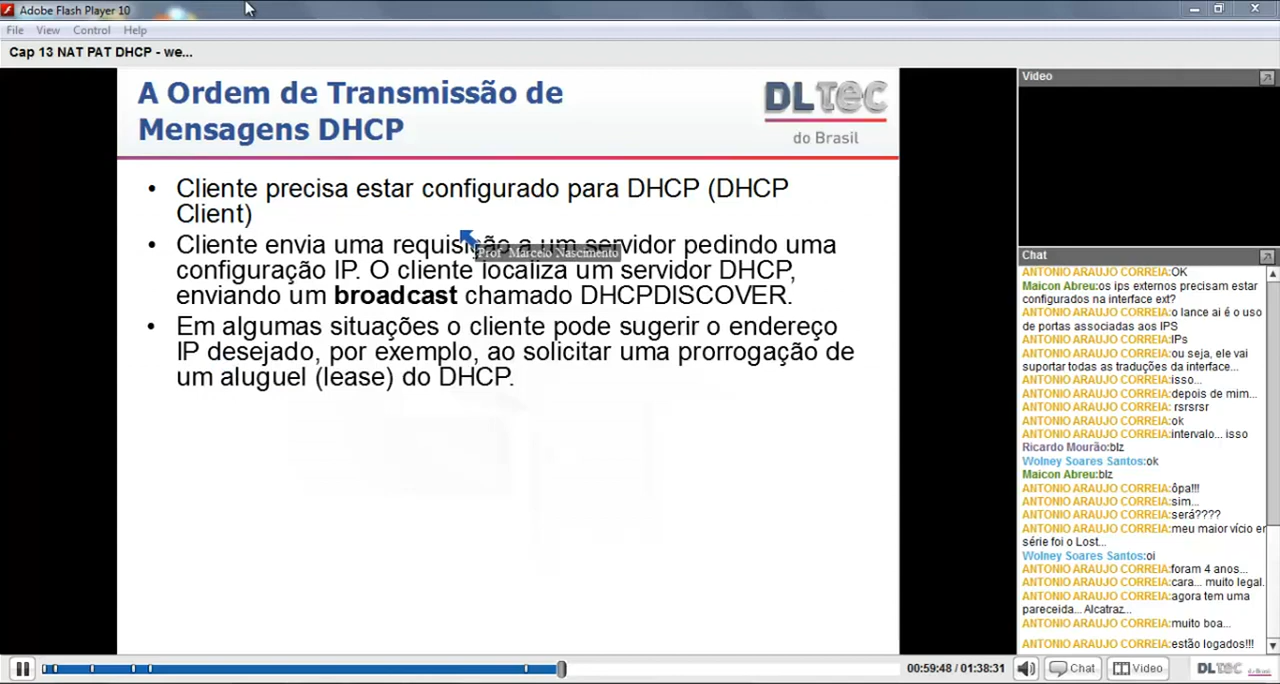 Adobe Flash Player 10
File View Control Help
Cap 13 NAT PAT DHCP - we...
A Ordem de Transmissão de
Mensagens DHCP
DLTEC
do Brasil
• Cliente precisa estar configurado para DHCP (DHCP
Client)
• Cliente envia uma requisição a um servidor pedindo uma
Prof Marcelo Nascimento
configuração IP. O cliente localiza um servidor DHCP,
enviando um broadcast chamado DHCPDISCOVER.
• Em algumas situações o cliente pode sugerir o endereço
IP desejado, por exemplo, ao solicitar uma prorrogação de
um aluguel (lease) do DHCP.
Video
Chat
ANTONIO ARAUJO CORREIA:OK
Maicon Abreu:os ips externos precisam estar
configurados na interface ext?
ANTONIO ARAUJO CORREIA:o lance ai é o uso
de portas associadas aos IPS
ANTONIO ARAUJO CORREIA:IPs
ANTONIO ARAUJO CORREIA:ou seja, ele vai
suportar todas as traduções da interface...
ANTONIO ARAUJO CORREIA:isso...
ANTONIO ARAUJO CORREIA:depois de mim...
ANTONIO ARAUJO CORREIA: rsrsrsr
ANTONIO ARAUJO CORREIA:ok
ANTONIO ARAUJO CORREIA:intervalo... isso
Ricardo Mourão:blz
Wolney Soares Santos:ok
Maicon Abreu:blz
ANTONIO ARAUJO CORREIA:ôpa!!!
ANTONIO ARAUJO CORREIA:sim...
ANTONIO ARAUJO CORREIA:será????
ANTONIO ARAUJO CORREIA:meu maior vício er
série foi o Lost...
Wolney Soares Santos:oi
ANTONIO ARAUJO CORREIA:foram 4 anos...
ANTONIO ARAUJO CORREIA:cara... muito legal.
ANTONIO ARAUJO CORREIA:agora tem uma
pareceida... Alcatraz...
ANTONIO ARAUJO CORREIA:muito boa...
ANTONIO ARAUJO CORREIA:estão logados!!!
00:59:48 / 01:38:31 Chat Video DLTEC do Brasil